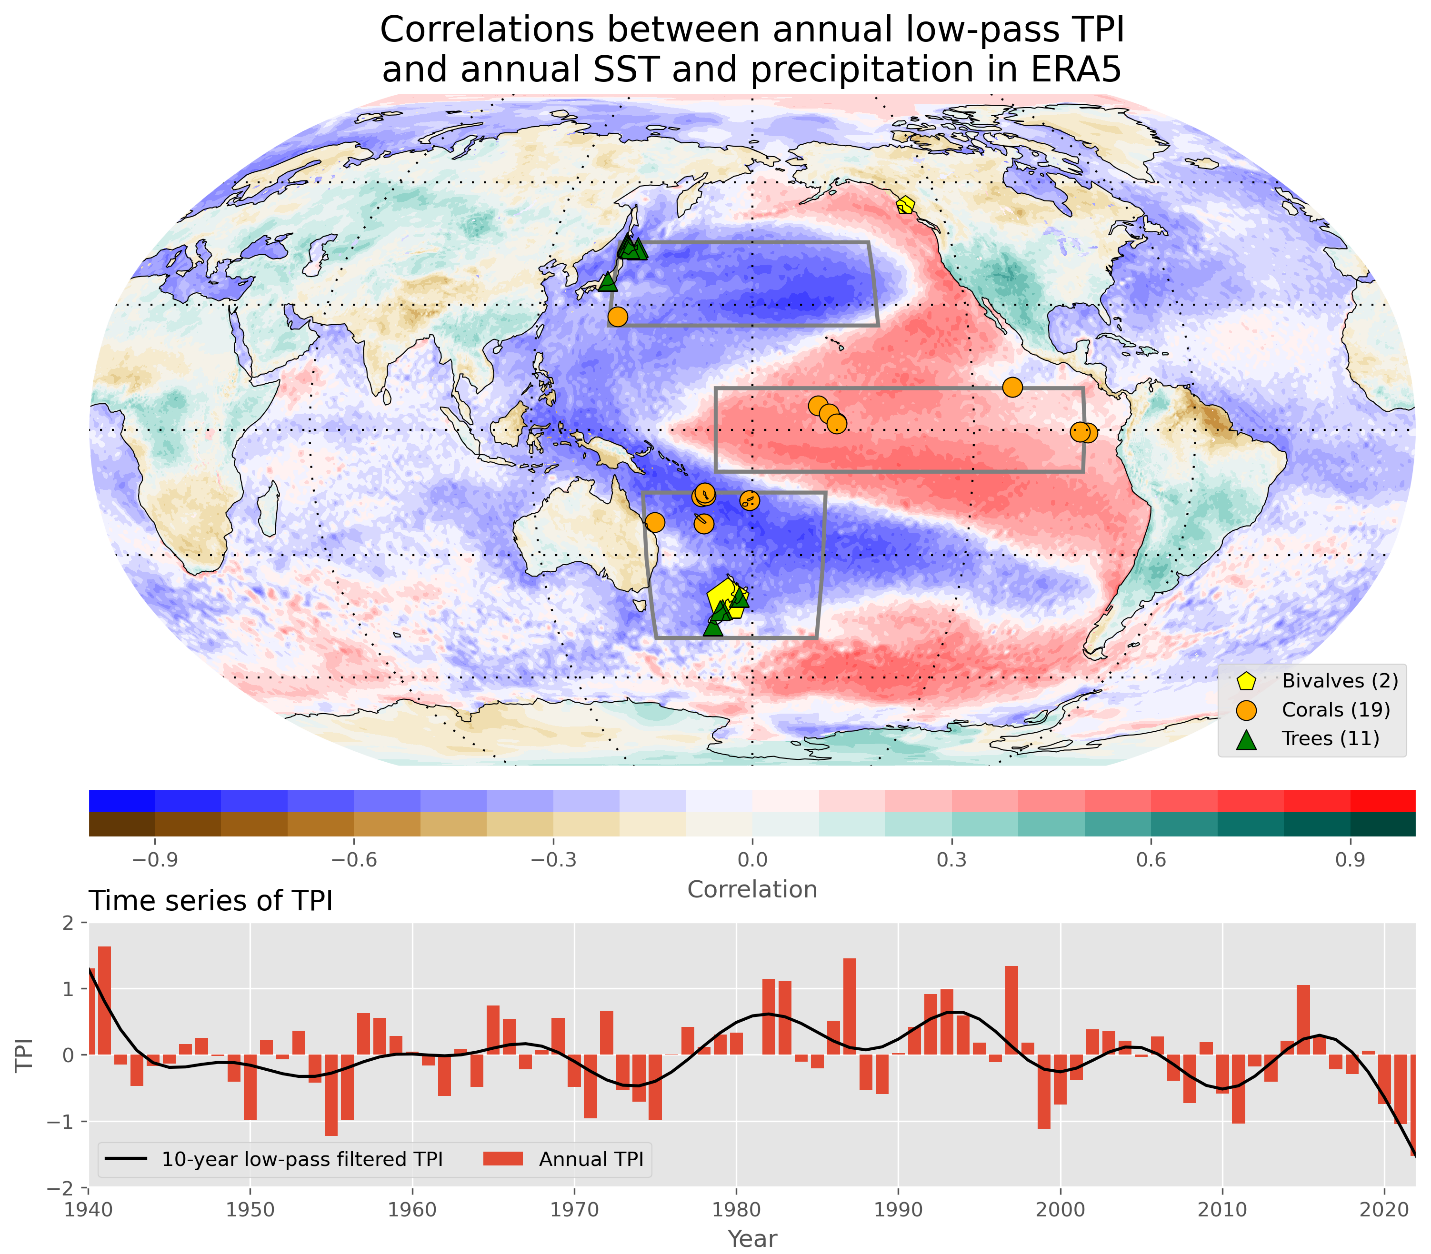 Correlations between annual low-pass TPI
and annual SST and precipitation in ERA5
Bivalves (2)
Corals (19)
Trees (11)
−0.9 −0.6 −0.3 0.0 0.3 0.6 0.9
Correlation
Time series of TPI
2
1
0
−1
−2
TPI
10-year low-pass filtered TPI Annual TPI
1940 1950 1960 1970 1980 1990 2000 2010 2020
Year